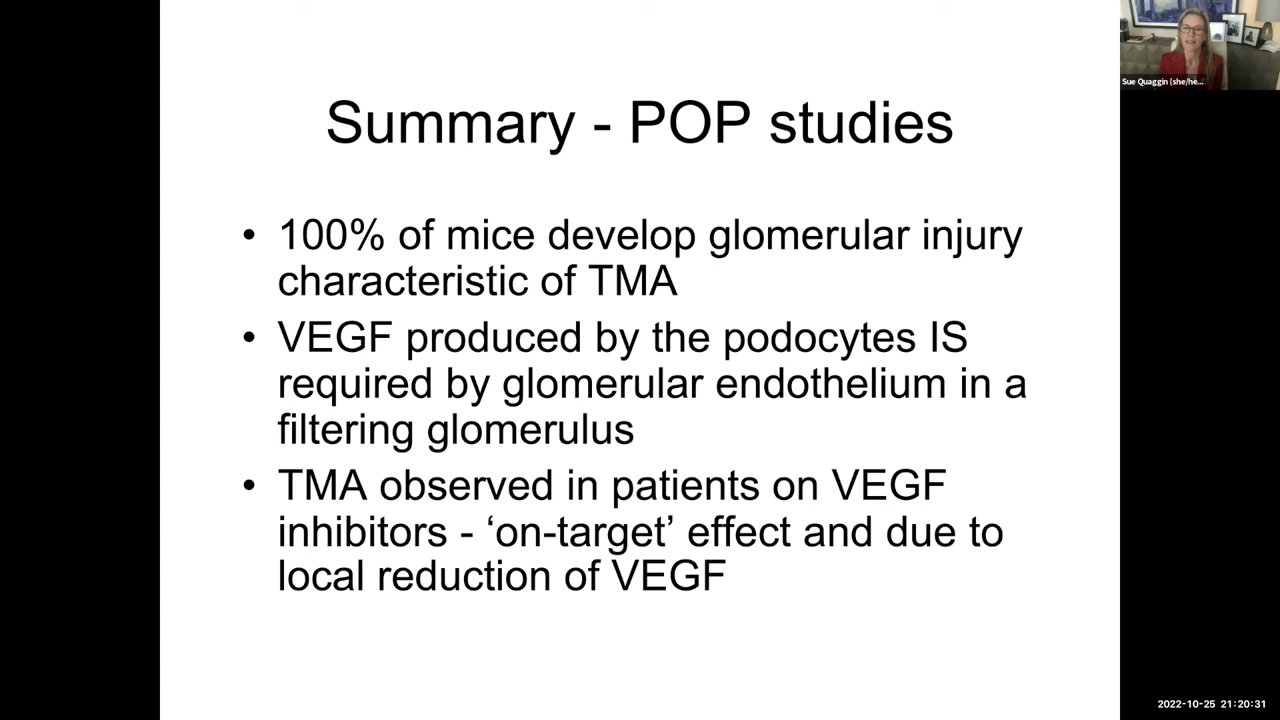 Sue Quaggin (she/he...
Summary - POP studies
• 100% of mice develop glomerular injury
characteristic of TMA
• VEGF produced by the podocytes IS
required by glomerular endothelium in a
filtering glomerulus
• TMA observed in patients on VEGF
inhibitors - ‘on-target’ effect and due to
local reduction of VEGF
2022-10-25 21:20:31